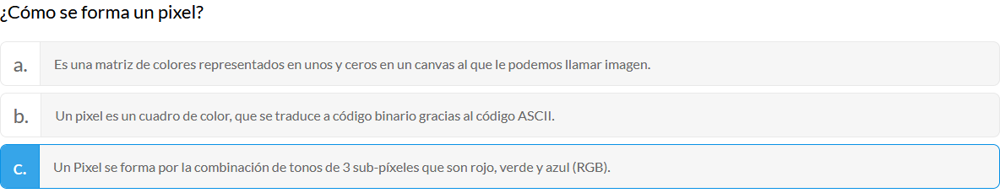 ¿Cómo se forma un pixel?
a. Es una matriz de colores representados en unos y ceros en un canvas al que le podemos llamar imagen.
b. Un pixel es un cuadro de color, que se traduce a código binario gracias al código ASCII.
c. Un Pixel se forma por la combinación de tonos de 3 sub-píxeles que son rojo, verde y azul (RGB).